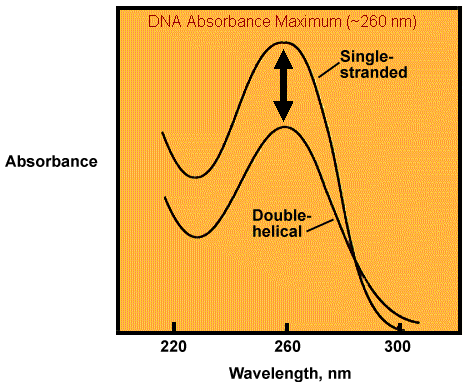 DNA Absorbance Maximum (~260 nm)
Single-
stranded
Absorbance
Double-
helical
220 260 300
Wavelength, nm